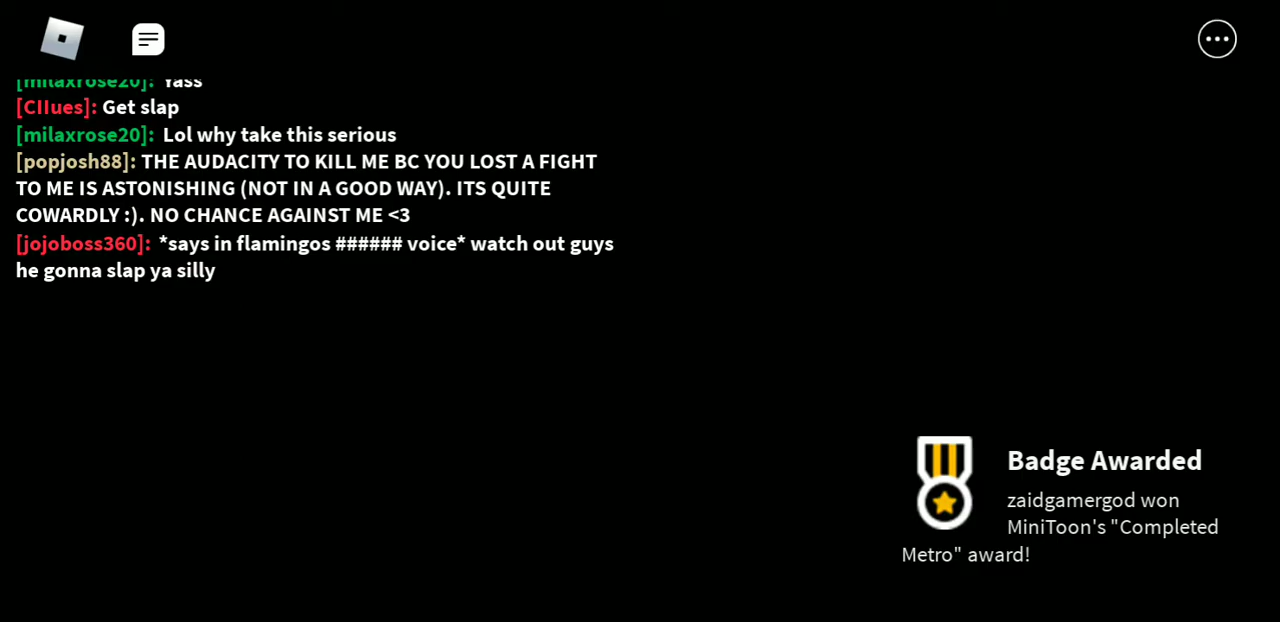 [milaxrose20]: Yass
[CIIues]: Get slap
[milaxrose20]: Lol why take this serious
[popjosh88]: THE AUDACITY TO KILL ME BC YOU LOST A FIGHT
TO ME IS ASTONISHING (NOT IN A GOOD WAY). ITS QUITE
COWARDLY :). NO CHANCE AGAINST ME <3
[jojoboss360]: *says in flamingos ###### voice* watch out guys
he gonna slap ya silly
Badge Awarded
zaidgamergod won
MiniToon's "Completed
Metro" award!